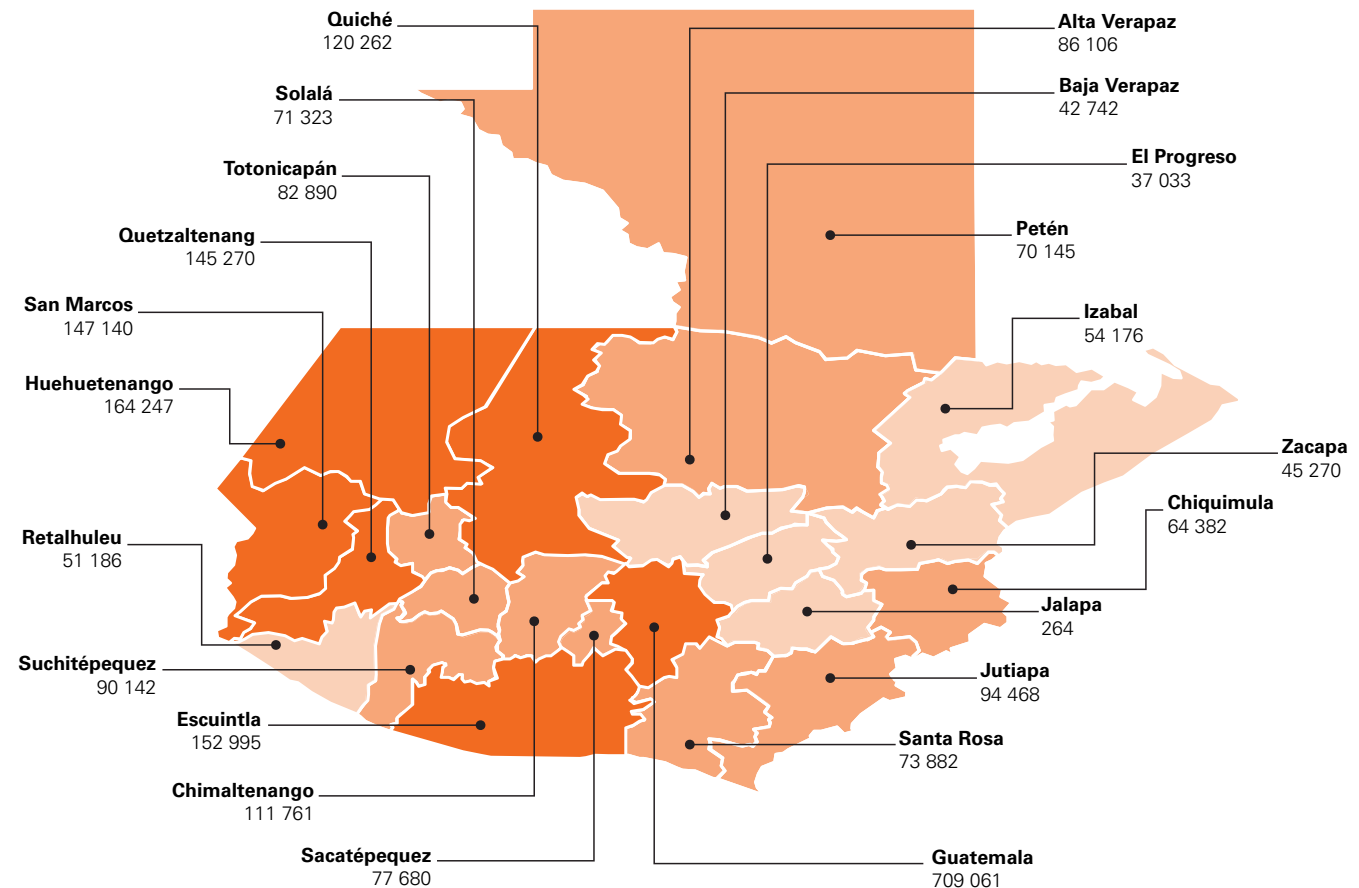 Quiché
120 262
Solalá
71 323
Totonicapán
82 890
Quetzaltenang
145 270
San Marcos
147 140
Huehuetenango
164 247
Retalhuleu
51 186
Suchitépequez
90 142
Escuintla
152 995
Chimaltenango
111 761
Sacatépequez
77 680
Alta Verapaz
86 106
Baja Verapaz
42 742
El Progreso
37 033
Petén
70 145
Izabal
54 176
Zacapa
45 270
Chiquimula
64 382
Jalapa
264
Jutiapa
94 468
Santa Rosa
73 882
Guatemala
709 061